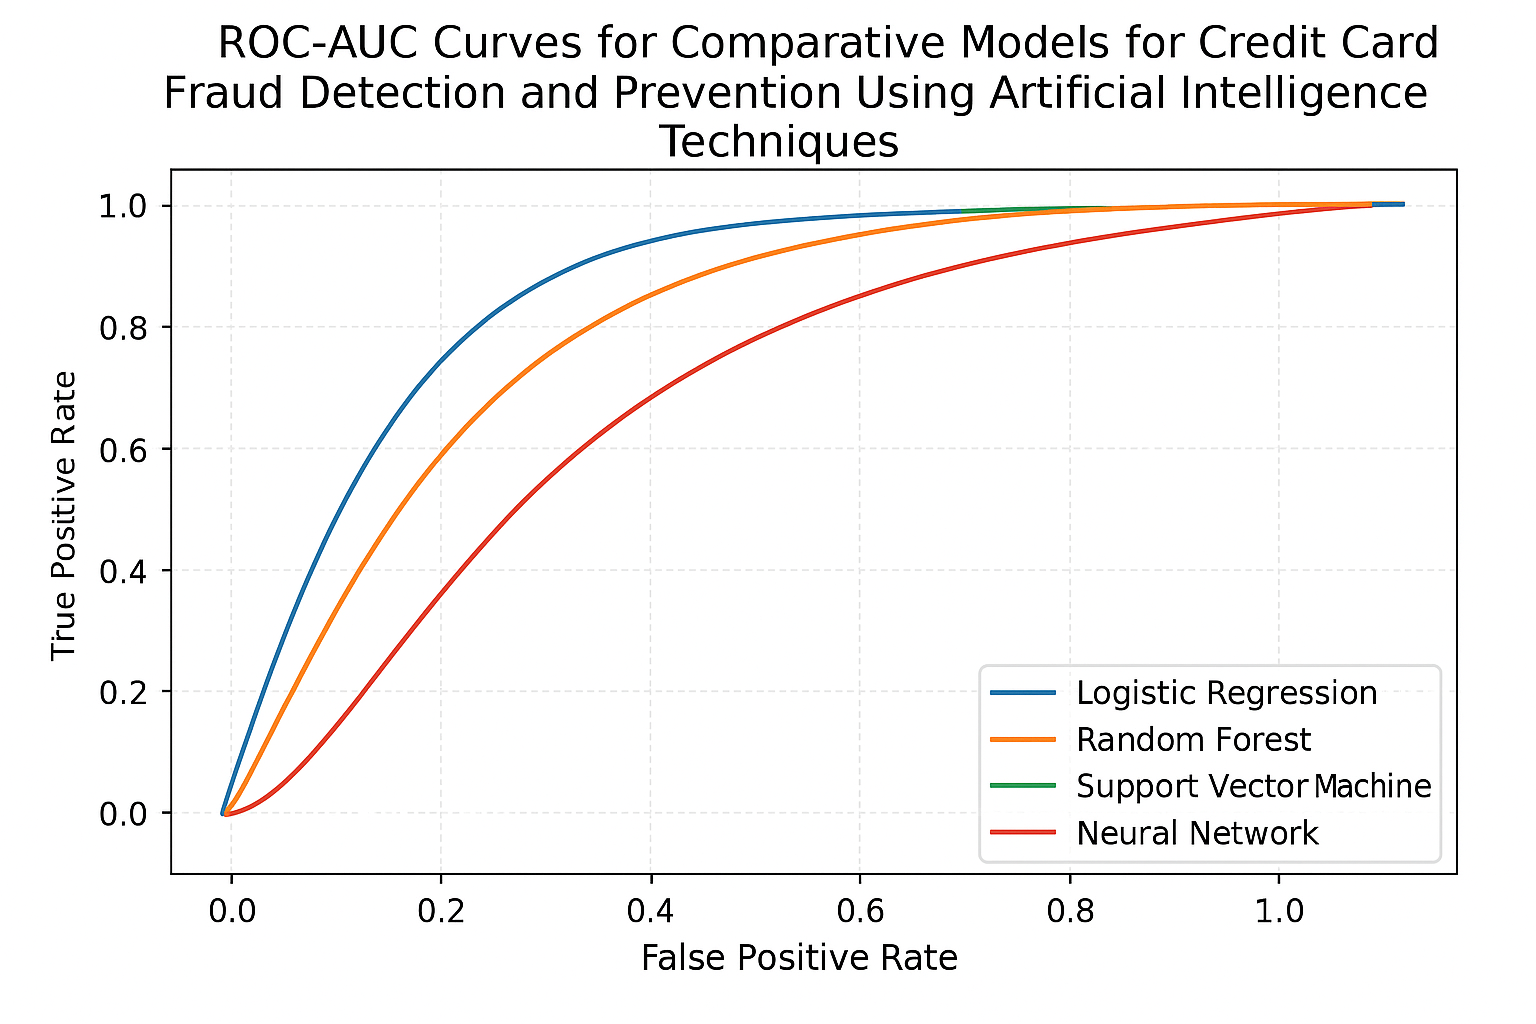 ROC-AUC Curves for Comparative Models for Credit Card
Fraud Detection and Prevention Using Artificial Intelligence
Techniques
1.0
0.8
0.6
0.4
0.2
0.0
True Positive Rate
Logistic Regression
Random Forest
Support Vector Machine
Neural Network
0.0 0.2 0.4 0.6 0.8 1.0
False Positive Rate